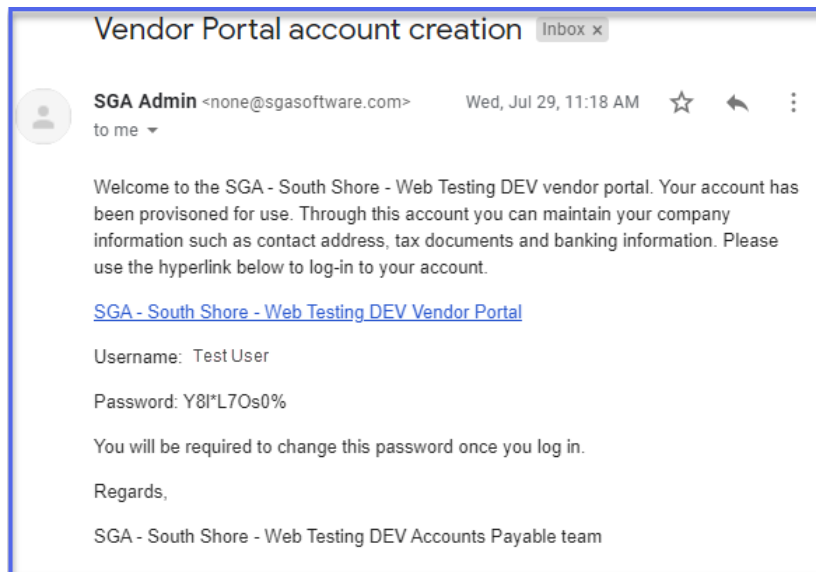 Vendor Portal account creation Inbox x
SGA Admin <none@sgasoftware.com> Wed, Jul 29, 11:18 AM
to me
Welcome to the SGA - South Shore - Web Testing DEV vendor portal. Your account has
been provisoned for use. Through this account you can maintain your company
information such as contact address, tax documents and banking information. Please
use the hyperlink below to log-in to your account.
SGA - South Shore - Web Testing DEV Vendor Portal
Username: Test User
Password: Y8I*L7Os0%
You will be required to change this password once you log in.
Regards,
SGA - South Shore - Web Testing DEV Accounts Payable team